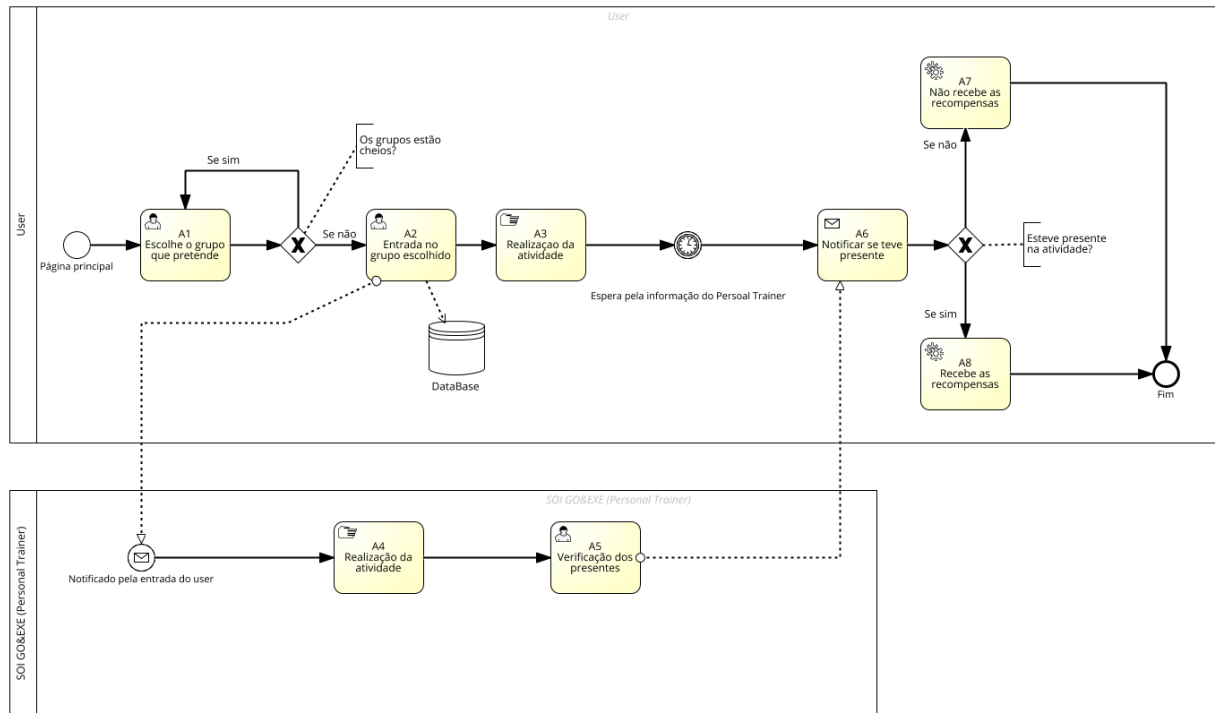 User
User
Os grupos estão
cheios?
Se sim
A1
Escolhe o grupo
que pretende
Página principal
Se não
A2
Entrada no
grupo escolhido
DataBase
A3
Realizaçao da
atividade
Espera pela informação do Persoal Trainer
A6
Notificar se teve
presente
A7
Não recebe as
recompensas
Se não
Esteve presente
na atividade?
Se sim
A8
Recebe as
recompensas
Fim
SOI GO&EXE (Personal Trainer)
SOI GO&EXE (Personal Trainer)
Notificado pela entrada do user
A4
Realização da
atividade
A5
Verificação dos
presentes